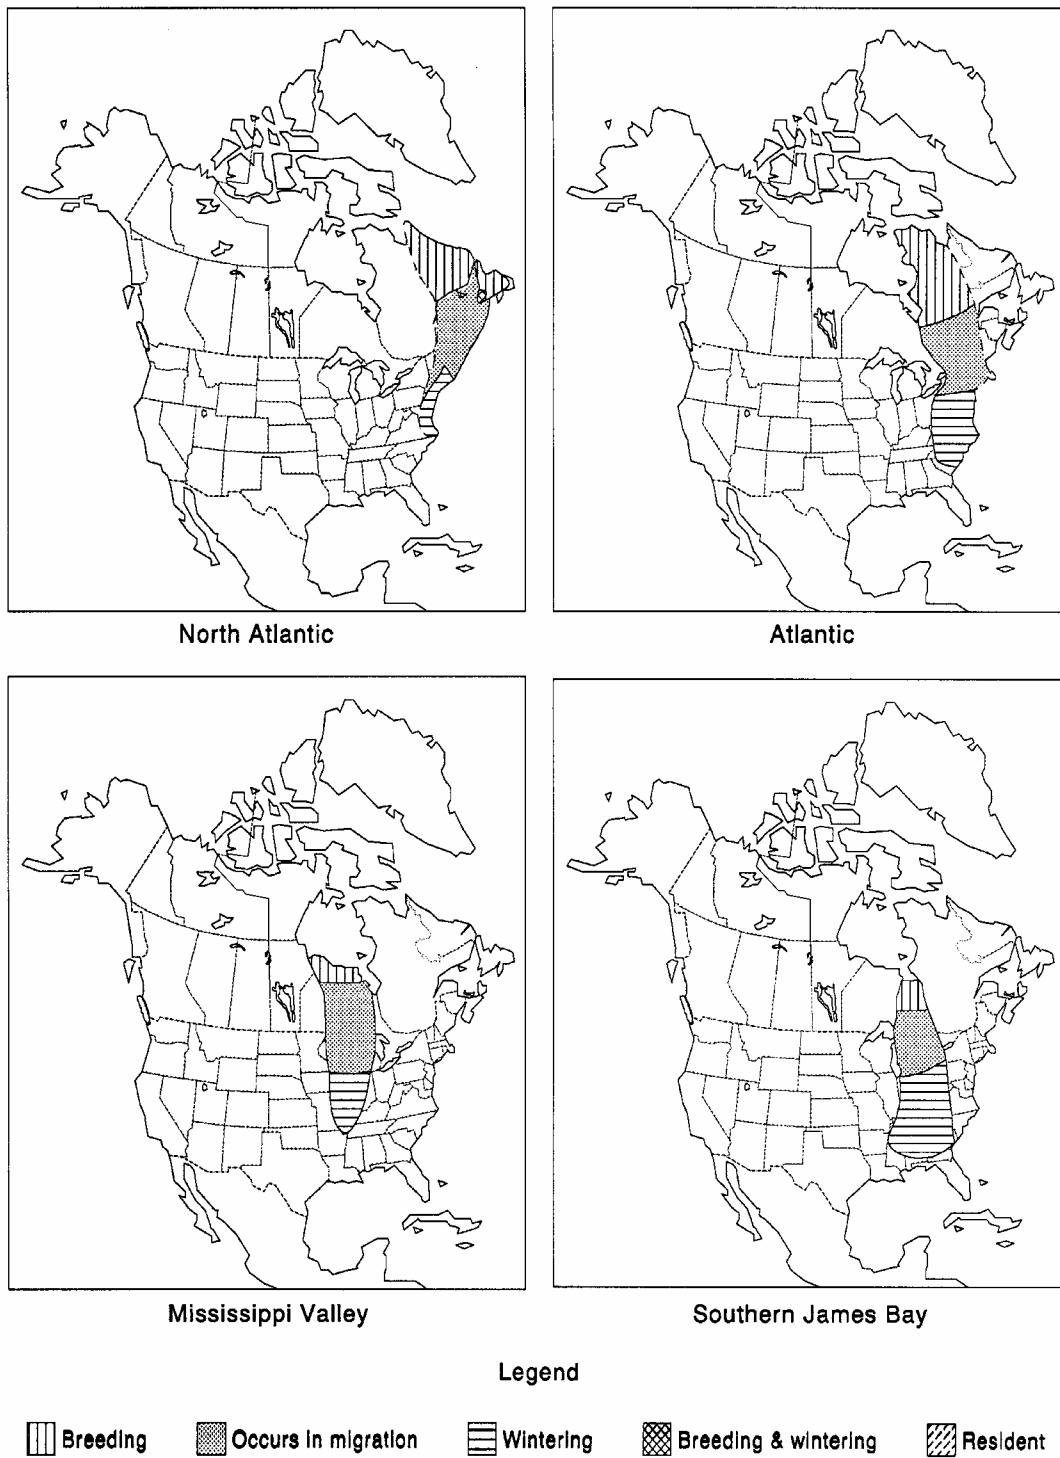 North Atlantic
Atlantic
Mississippi Valley
Southern James Bay
Legend
Breeding
Occurs in migration
Wintering
Breeding & wintering
Resident